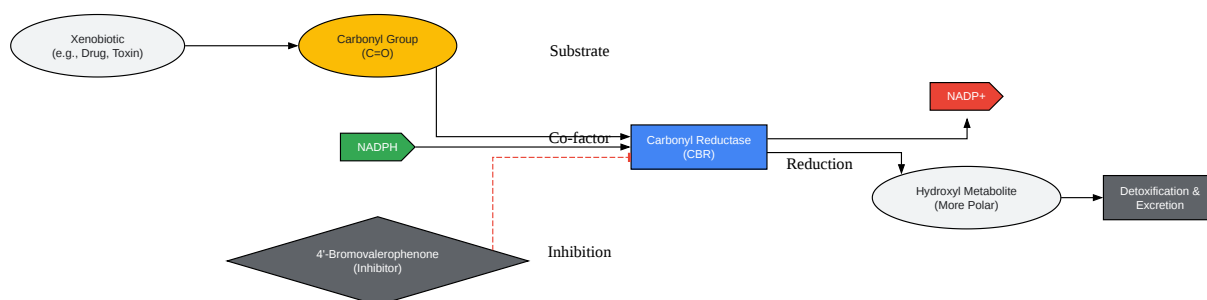 Xenobiotic
(e.g., Drug, Toxin)
Carbonyl Group
(C=O)
Substrate
NADP+
Co-factor
NADPH
Carbonyl Reductase
(CBR)
Reduction
Hydroxyl Metabolite
(More Polar)
Detoxification &
Excretion
4'-Bromovalerophenone
(Inhibitor)
Inhibition